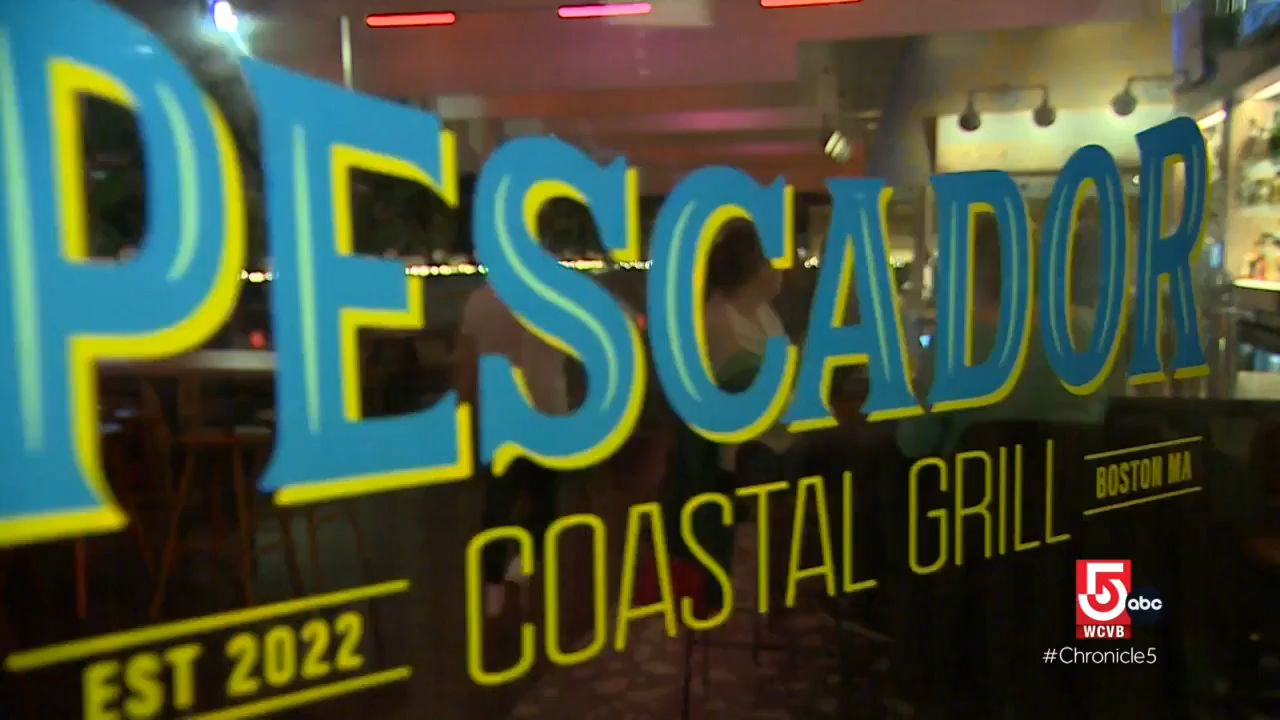 PESCADOR
COASTAL GRILL
BOSTON MA
EST 2022
5 abc
WCVB
#Chronicle5